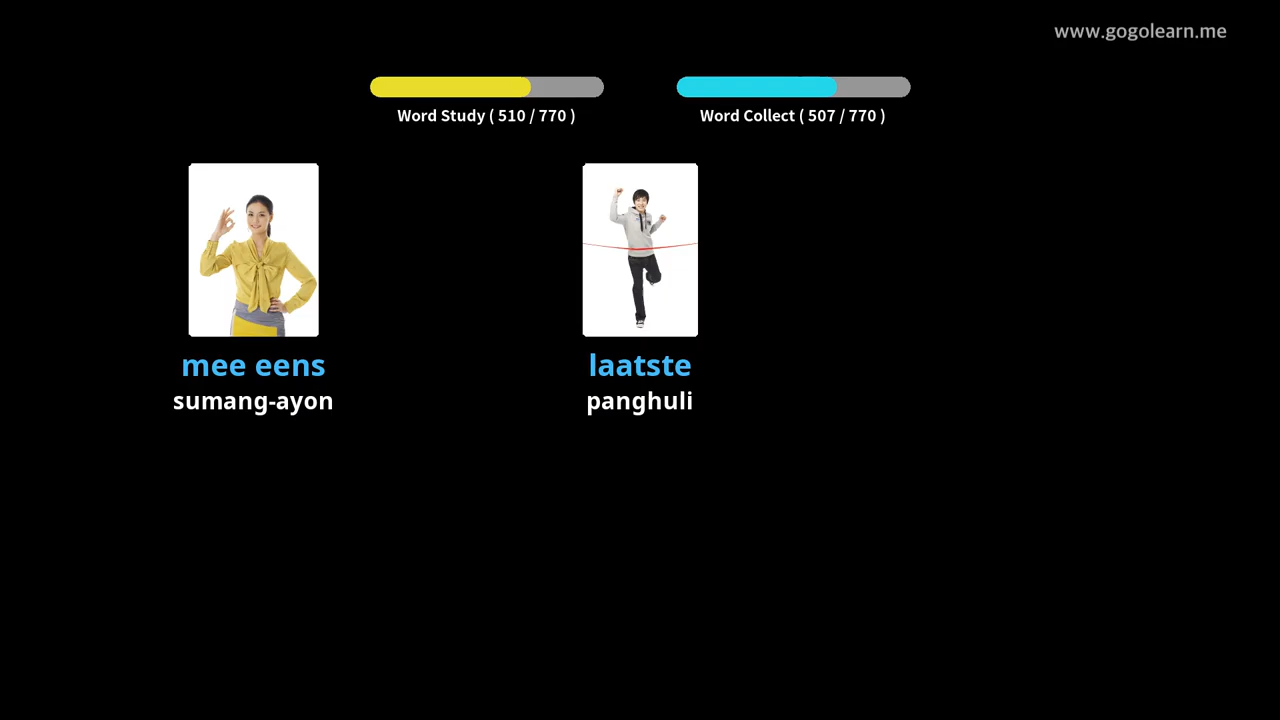 www.gogolearn.me
Word Study ( 510 / 770 )
Word Collect ( 507 / 770 )
mee eens
sumang-ayon
laatste
panghuli